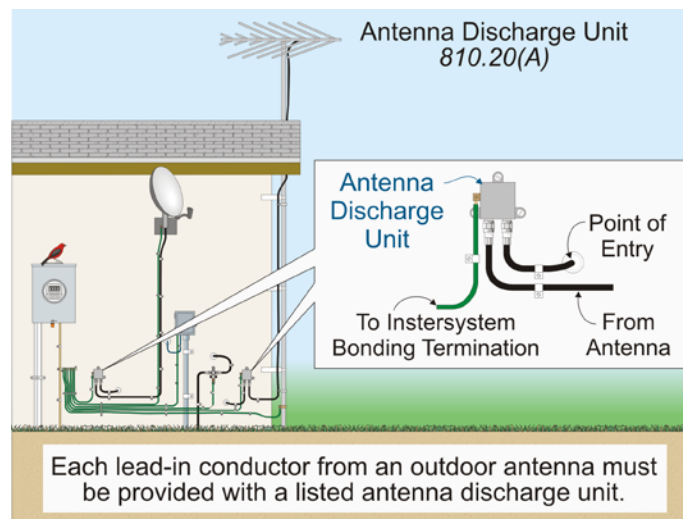 Antenna Discharge Unit
810.20(A)
Antenna
Discharge
Unit
Point of
Entry
To Instersystem
Bonding Termination
From
Antenna
Each lead-in conductor from an outdoor antenna must
be provided with a listed antenna discharge unit.